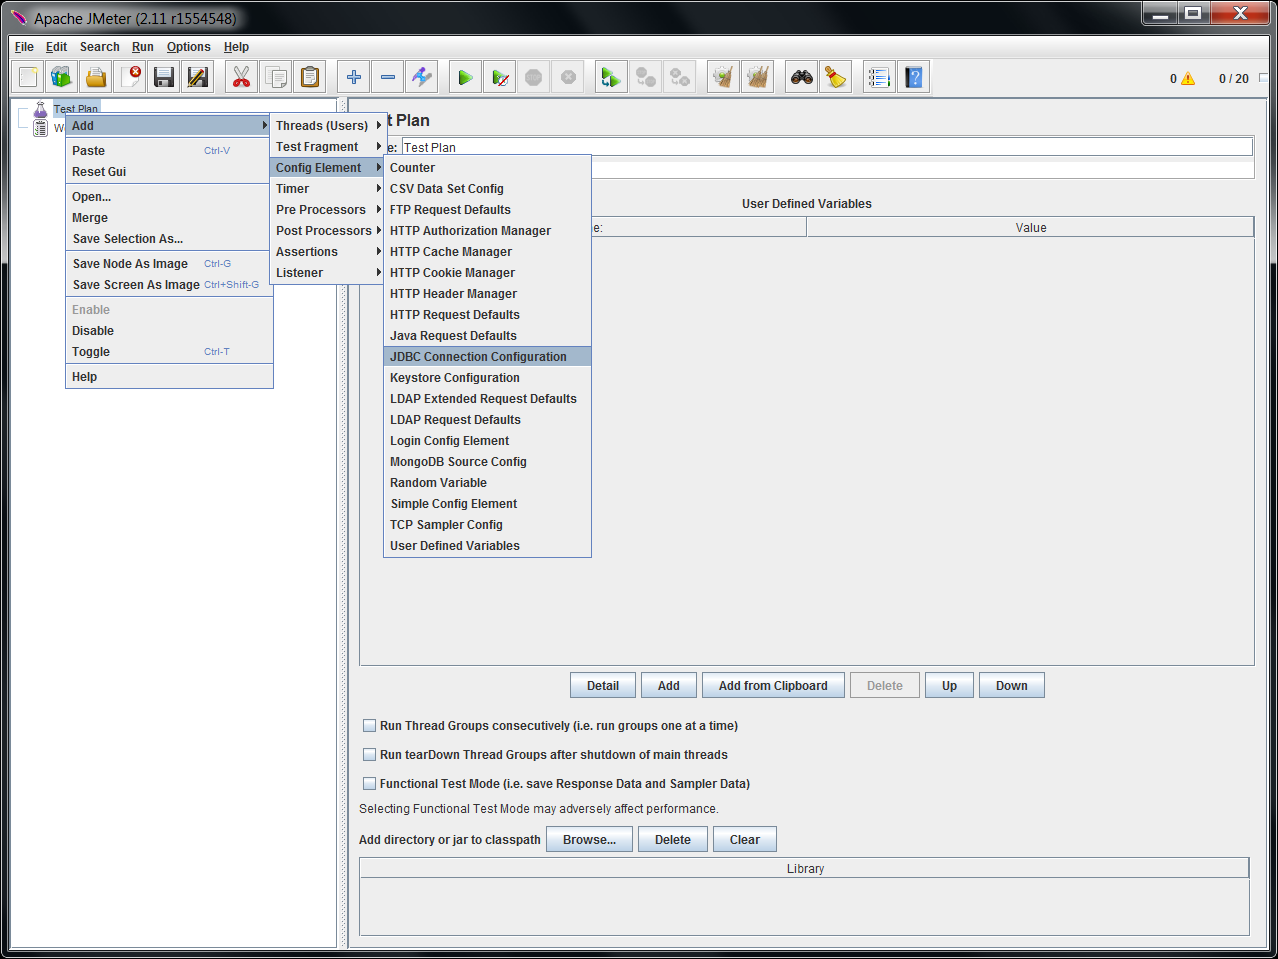 Apache JMeter (2.11 r1554548)
File Edit Search Run Options Help
0 0 / 20
Test Plan
W
Add
Paste Ctrl-V
Reset Gui
Open...
Merge
Save Selection As...
Save Node As Image Ctrl-G
Save Screen As Image Ctrl+Shift-G
Enable
Disable
Toggle Ctrl-T
Help
Threads (Users)
Test Fragment
Config Element
Timer
Pre Processors
Post Processors
Assertions
Listener
Counter
CSV Data Set Config
FTP Request Defaults
HTTP Authorization Manager
HTTP Cache Manager
HTTP Cookie Manager
HTTP Header Manager
HTTP Request Defaults
Java Request Defaults
JDBC Connection Configuration
Keystore Configuration
LDAP Extended Request Defaults
LDAP Request Defaults
Login Config Element
MongoDB Source Config
Random Variable
Simple Config Element
TCP Sampler Config
User Defined Variables
t Plan
e: Test Plan
User Defined Variables
e: Value
Detail Add Add from Clipboard Delete Up Down
Run Thread Groups consecutively (i.e. run groups one at a time)
Run tearDown Thread Groups after shutdown of main threads
Functional Test Mode (i.e. save Response Data and Sampler Data)
Selecting Functional Test Mode may adversely affect performance.
Add directory or jar to classpath Browse... Delete Clear
Library